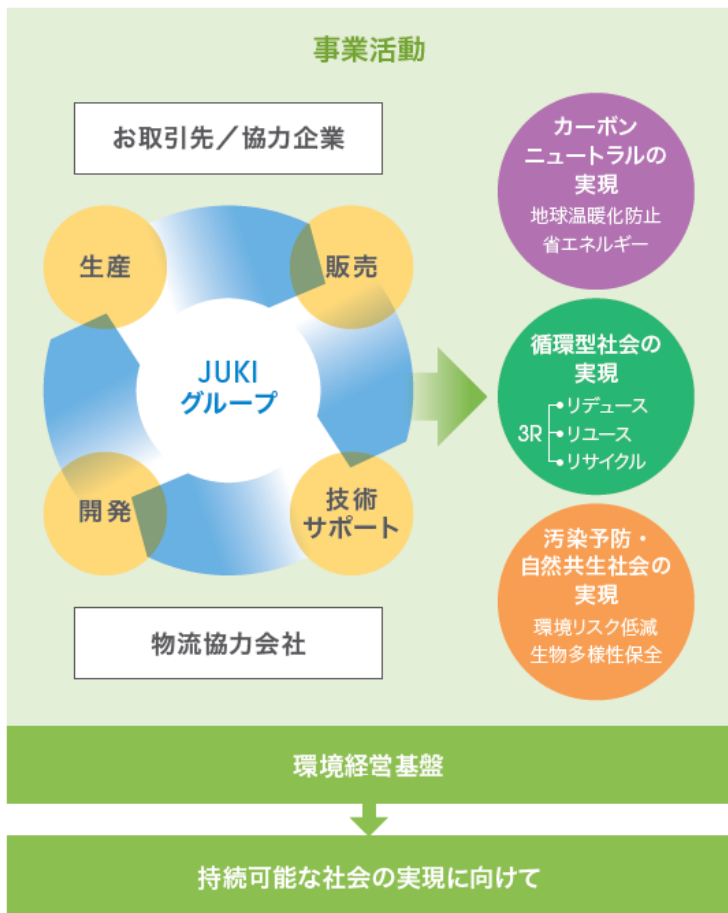 事業活動
お取引先／協力企業
生産
販売
JUKI
グループ
開発
技術
サポート
物流協力会社
カーボン
ニュートラルの
実現
地球温暖化防止
省エネルギー
循環型社会の
実現
3R
リデュース
リユース
リサイクル
汚染予防・
自然共生社会の
実現
環境リスク低減
生物多様性保全
環境経営基盤
持続可能な社会の実現に向けて